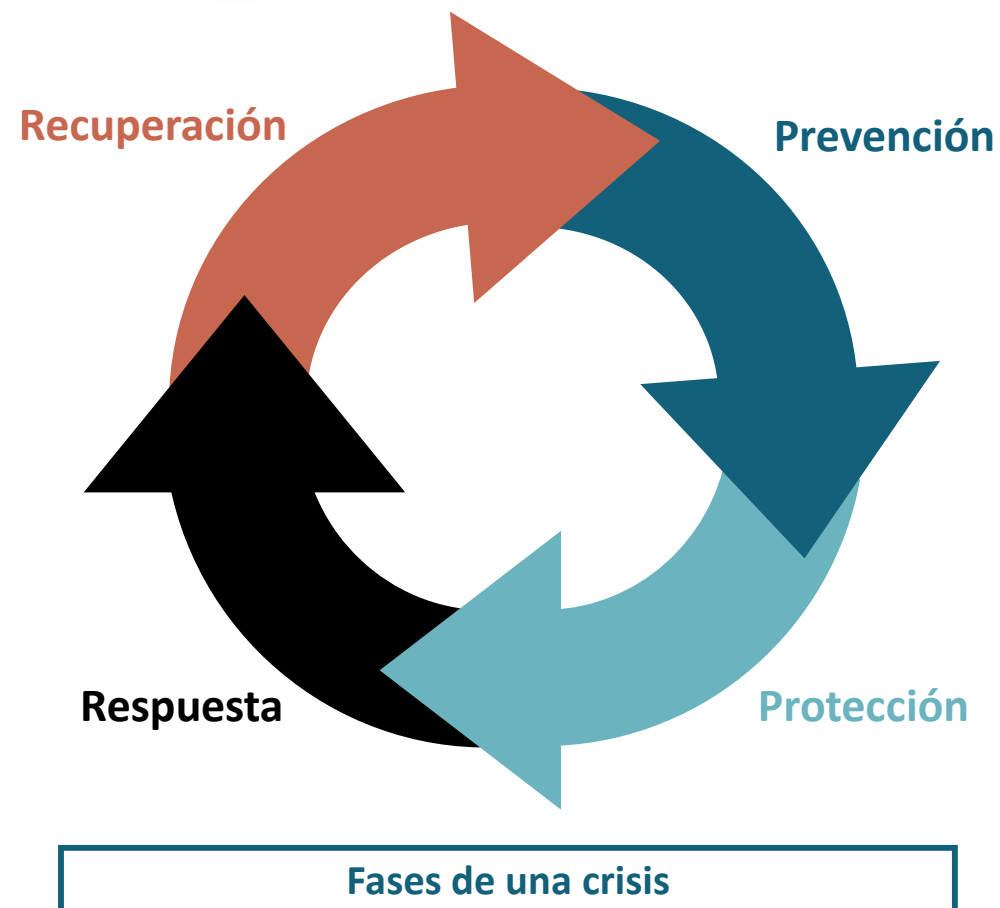 Recuperación
Prevención
Respuesta
Protección
Fases de una crisis